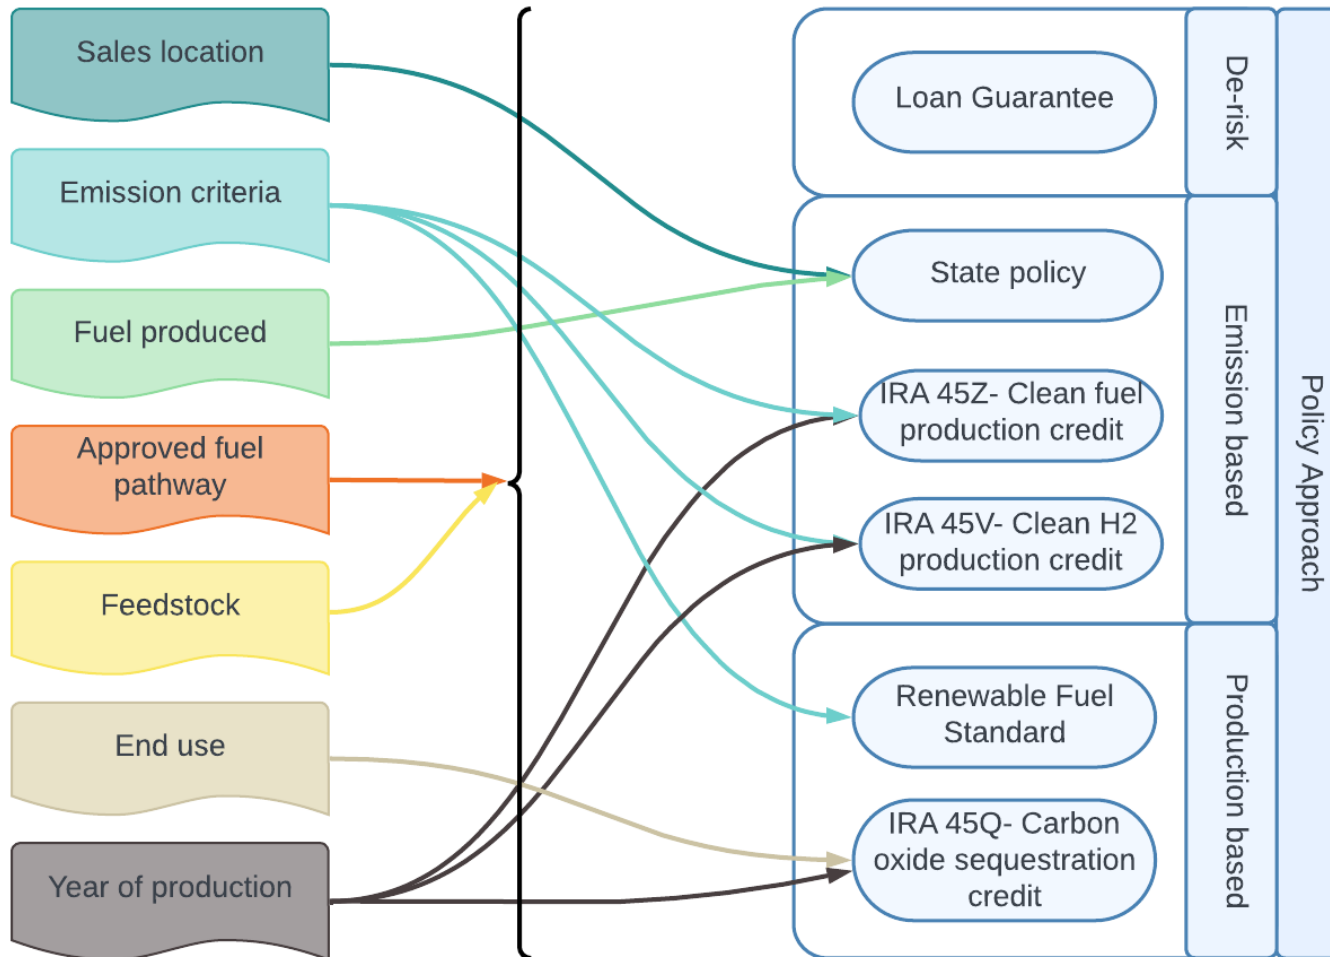 Sales location
Emission criteria
Fuel produced
Approved fuel
pathway
Feedstock
End use
Year of production
Loan Guarantee
State policy
IRA 45Z- Clean fuel
production credit
IRA 45V- Clean H2
production credit
Renewable Fuel
Standard
IRA 45Q- Carbon
oxide sequestration
credit
De-risk
Emission based
Production based
Policy Approach